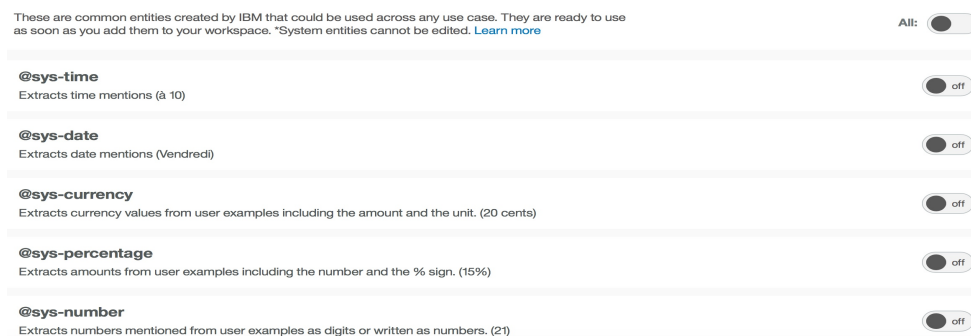 These are common entities created by IBM that could be used across any use case. They are ready to use
as soon as you add them to your workspace. *System entities cannot be edited. Learn more
All:
@sys-time
Extracts time mentions (à 10)
off
@sys-date
Extracts date mentions (Vendredi)
off
@sys-currency
Extracts currency values from user examples including the amount and the unit. (20 cents)
off
@sys-percentage
Extracts amounts from user examples including the number and the % sign. (15%)
off
@sys-number
Extracts numbers mentioned from user examples as digits or written as numbers. (21)
off